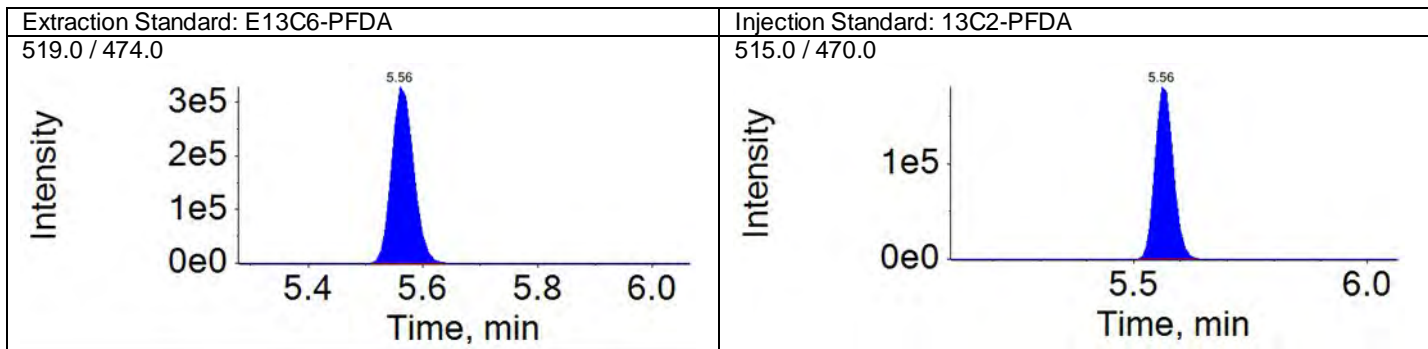 Extraction Standard: E13C6-PFDA
519.0 / 474.0
5.56
Intensity
3e5
2e5
1e5
0e0
5.4 5.6 5.8 6.0
Time, min
Injection Standard: 13C2-PFDA
515.0 / 470.0
5.56
Intensity
1e5
0e0
5.5 6.0
Time, min